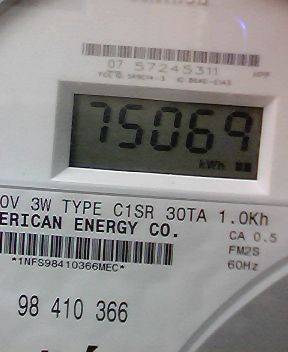 07 57245311
75069
kWh
0V 3W TYPE C1SR 30TA 1.0Kh
ERICAN ENERGY CO.
CA 0.5
FM2S
*1NFS98410366MEC*
60Hz
98 410 366